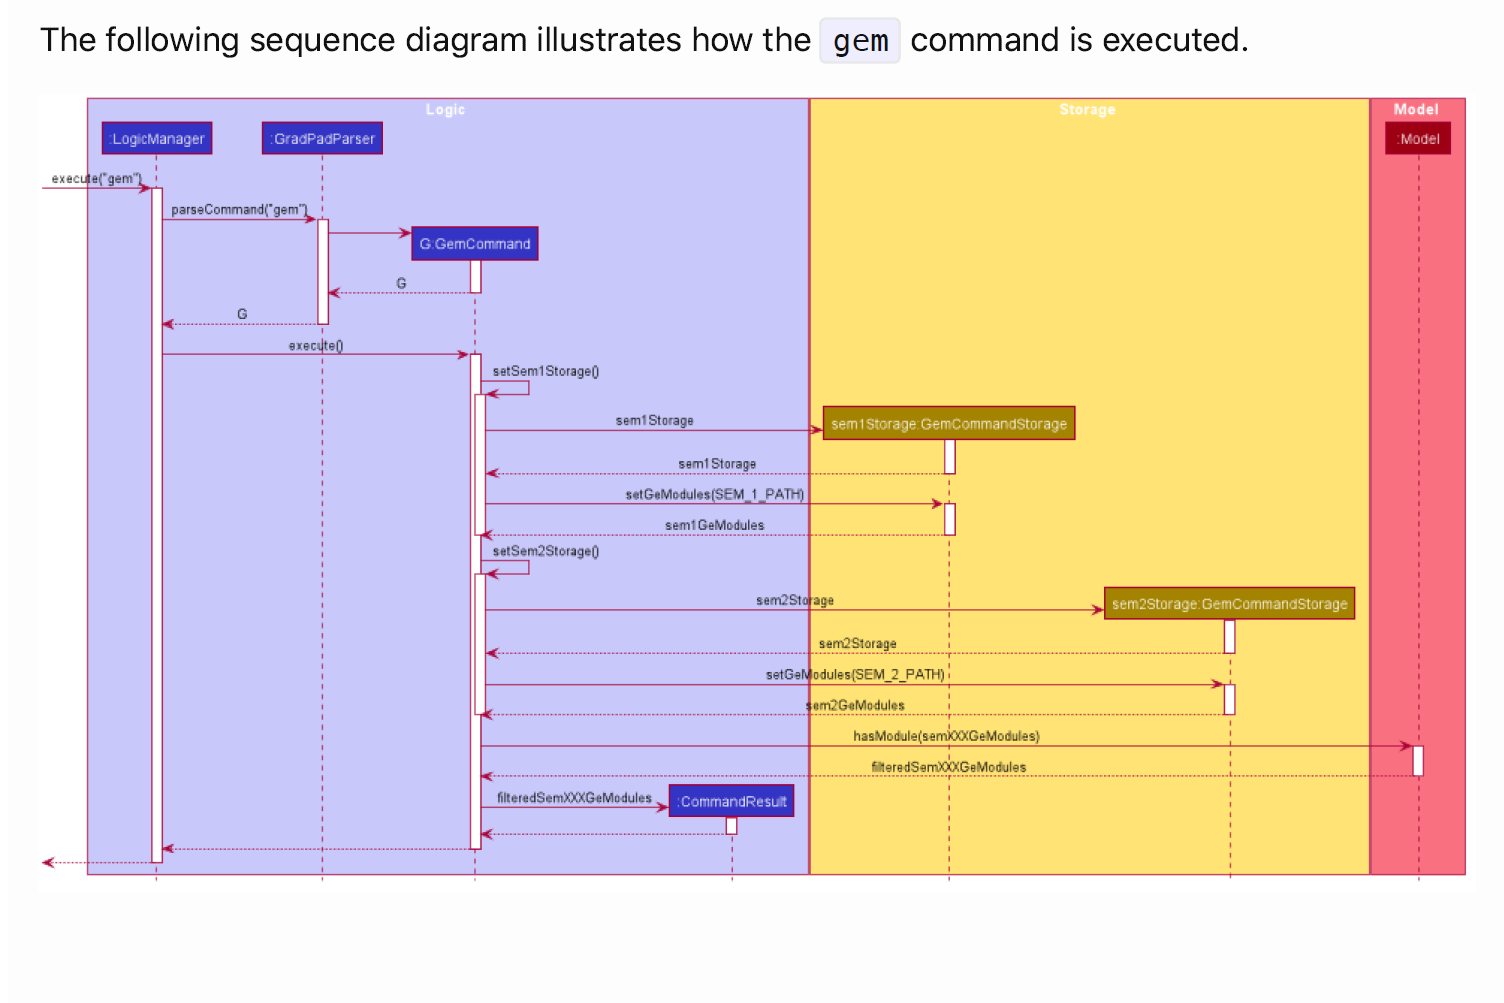 The following sequence diagram illustrates how the gem command is executed.
Logic
Storage
Model
:LogicManager
:GradPadParser
:Model
execute("gem")
parseCommand("gem")
G:GemCommand
G
G
execute()
setSem1Storage()
sem1Storage
sem1Storage:GemCommandStorage
sem1Storage
setGeModules(SEM_1_PATH)
sem1GeModules
setSem2Storage()
sem2Storage
sem2Storage:GemCommandStorage
sem2Storage
setGeModules(SEM_2_PATH)
sem2GeModules
hasModule(semXXXGeModules)
filteredSemXXXGeModules
filteredSemXXXGeModules
:CommandResult